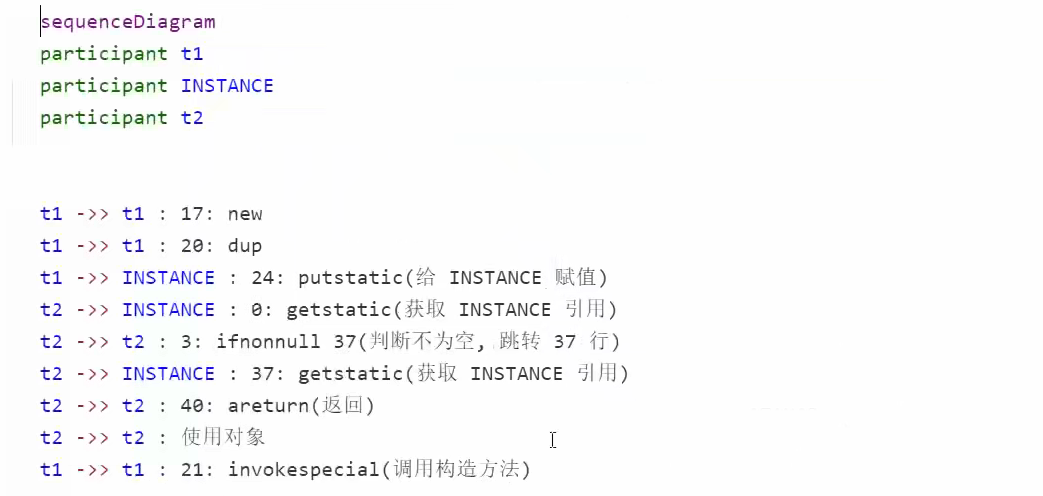 sequenceDiagram
participant t1
participant INSTANCE
participant t2
t1 ->> t1 : 17: new
t1 ->> t1 : 20: dup
t1 ->> INSTANCE : 24: putstatic(给 INSTANCE 赋值)
t2 ->> INSTANCE : 0: getstatic(获取 INSTANCE 引用)
t2 ->> t2 : 3: ifnonnull 37(判断不为空, 跳转 37 行)
t2 ->> INSTANCE : 37: getstatic(获取 INSTANCE 引用)
t2 ->> t2 : 40: areturn(返回)
t2 ->> t2 : 使用对象
t1 ->> t1 : 21: invokespecial(调用构造方法)